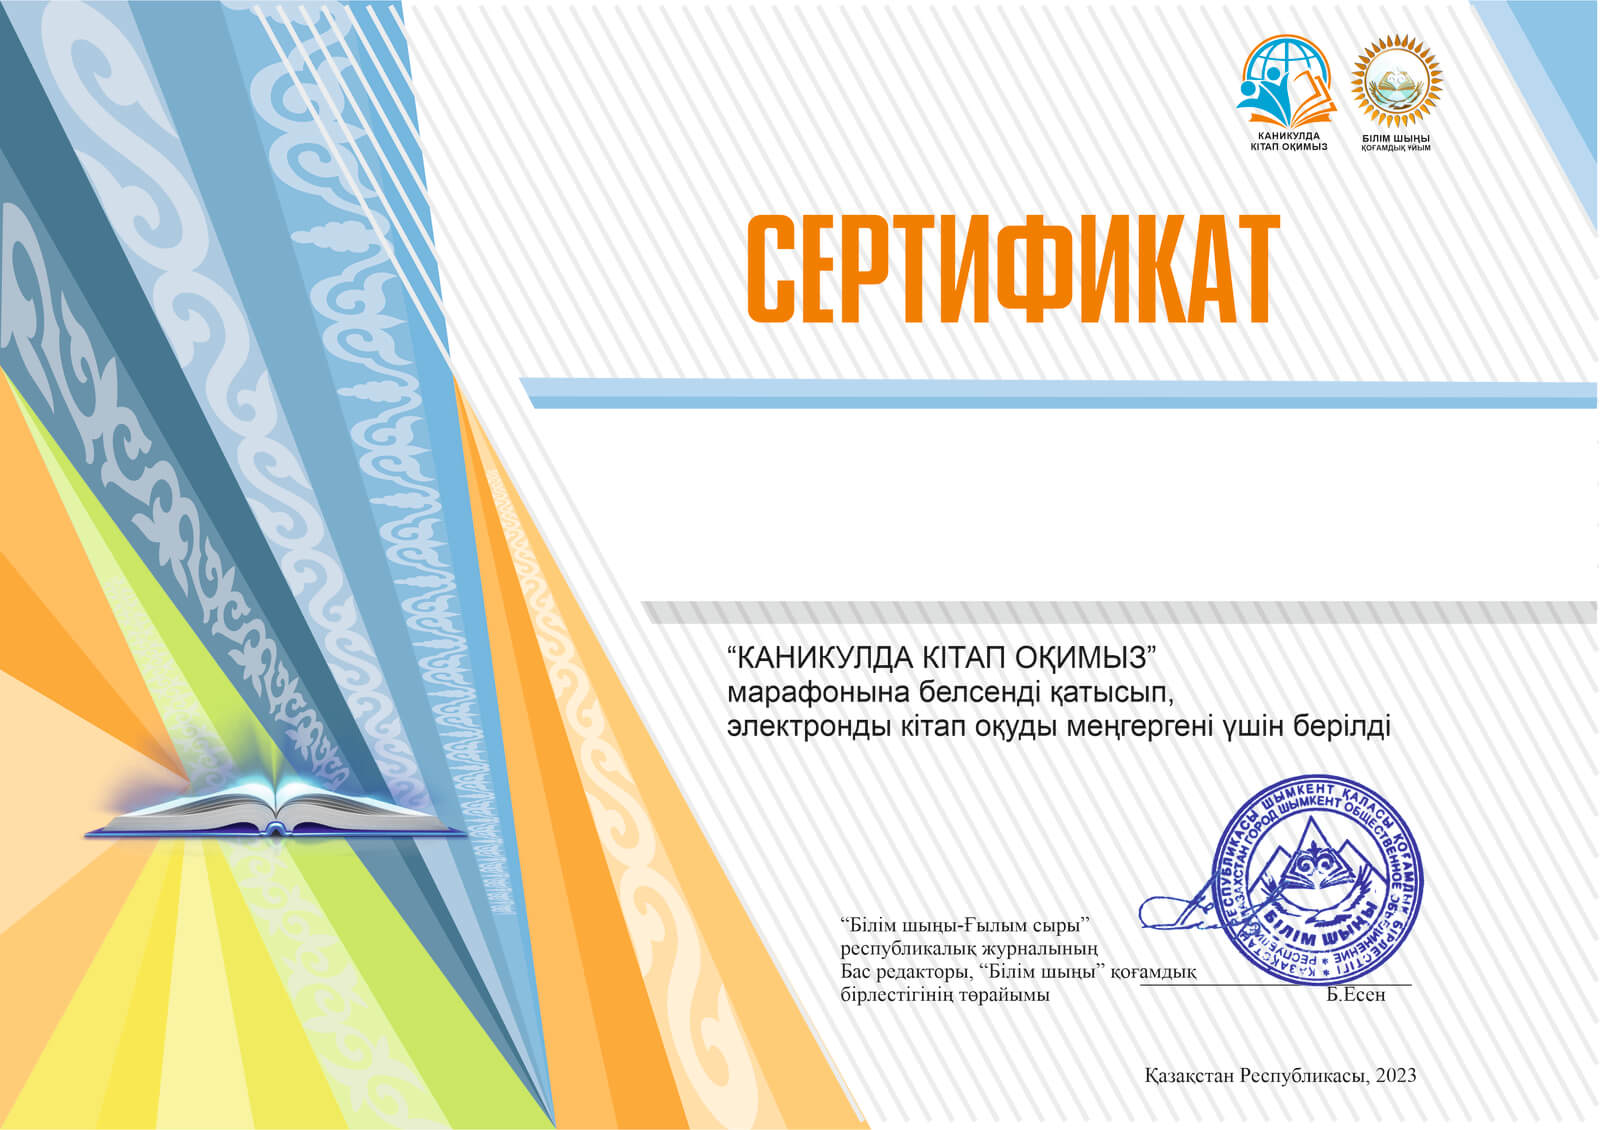 КАНИКУЛДА
КІТАП ОҚИМЫЗ
БІЛІМ ШЫҢЫ
ҚОҒАМДЫҚ ҰЙЫМ
СЕРТИФИКАТ
“КАНИКУЛДА КІТАП ОҚИМЫЗ”
марафонына белсенді қатысып,
электронды кітап оқуды меңгергені үшін берілді
ҚАЗАҚСТАН РЕСПУБЛИКАСЫ ШЫМКЕНТ ҚАЛАСЫ ҚОҒАМДЫҚ БІРЛЕСТІГІ
РЕСПУБЛИКА КАЗАХСТАН ГОРОД ШЫМКЕНТ ОБЩЕСТВЕННОЕ ОБЪЕДИНЕНИЕ
БІЛІМ ШЫҢЫ
“Білім шыңы-Ғылым сыры”
республикалық журналының
Бас редакторы, “Білім шыңы” қоғамдық
бірлестігінің төрайымы
Б.Есен
Қазақстан Республикасы, 2023